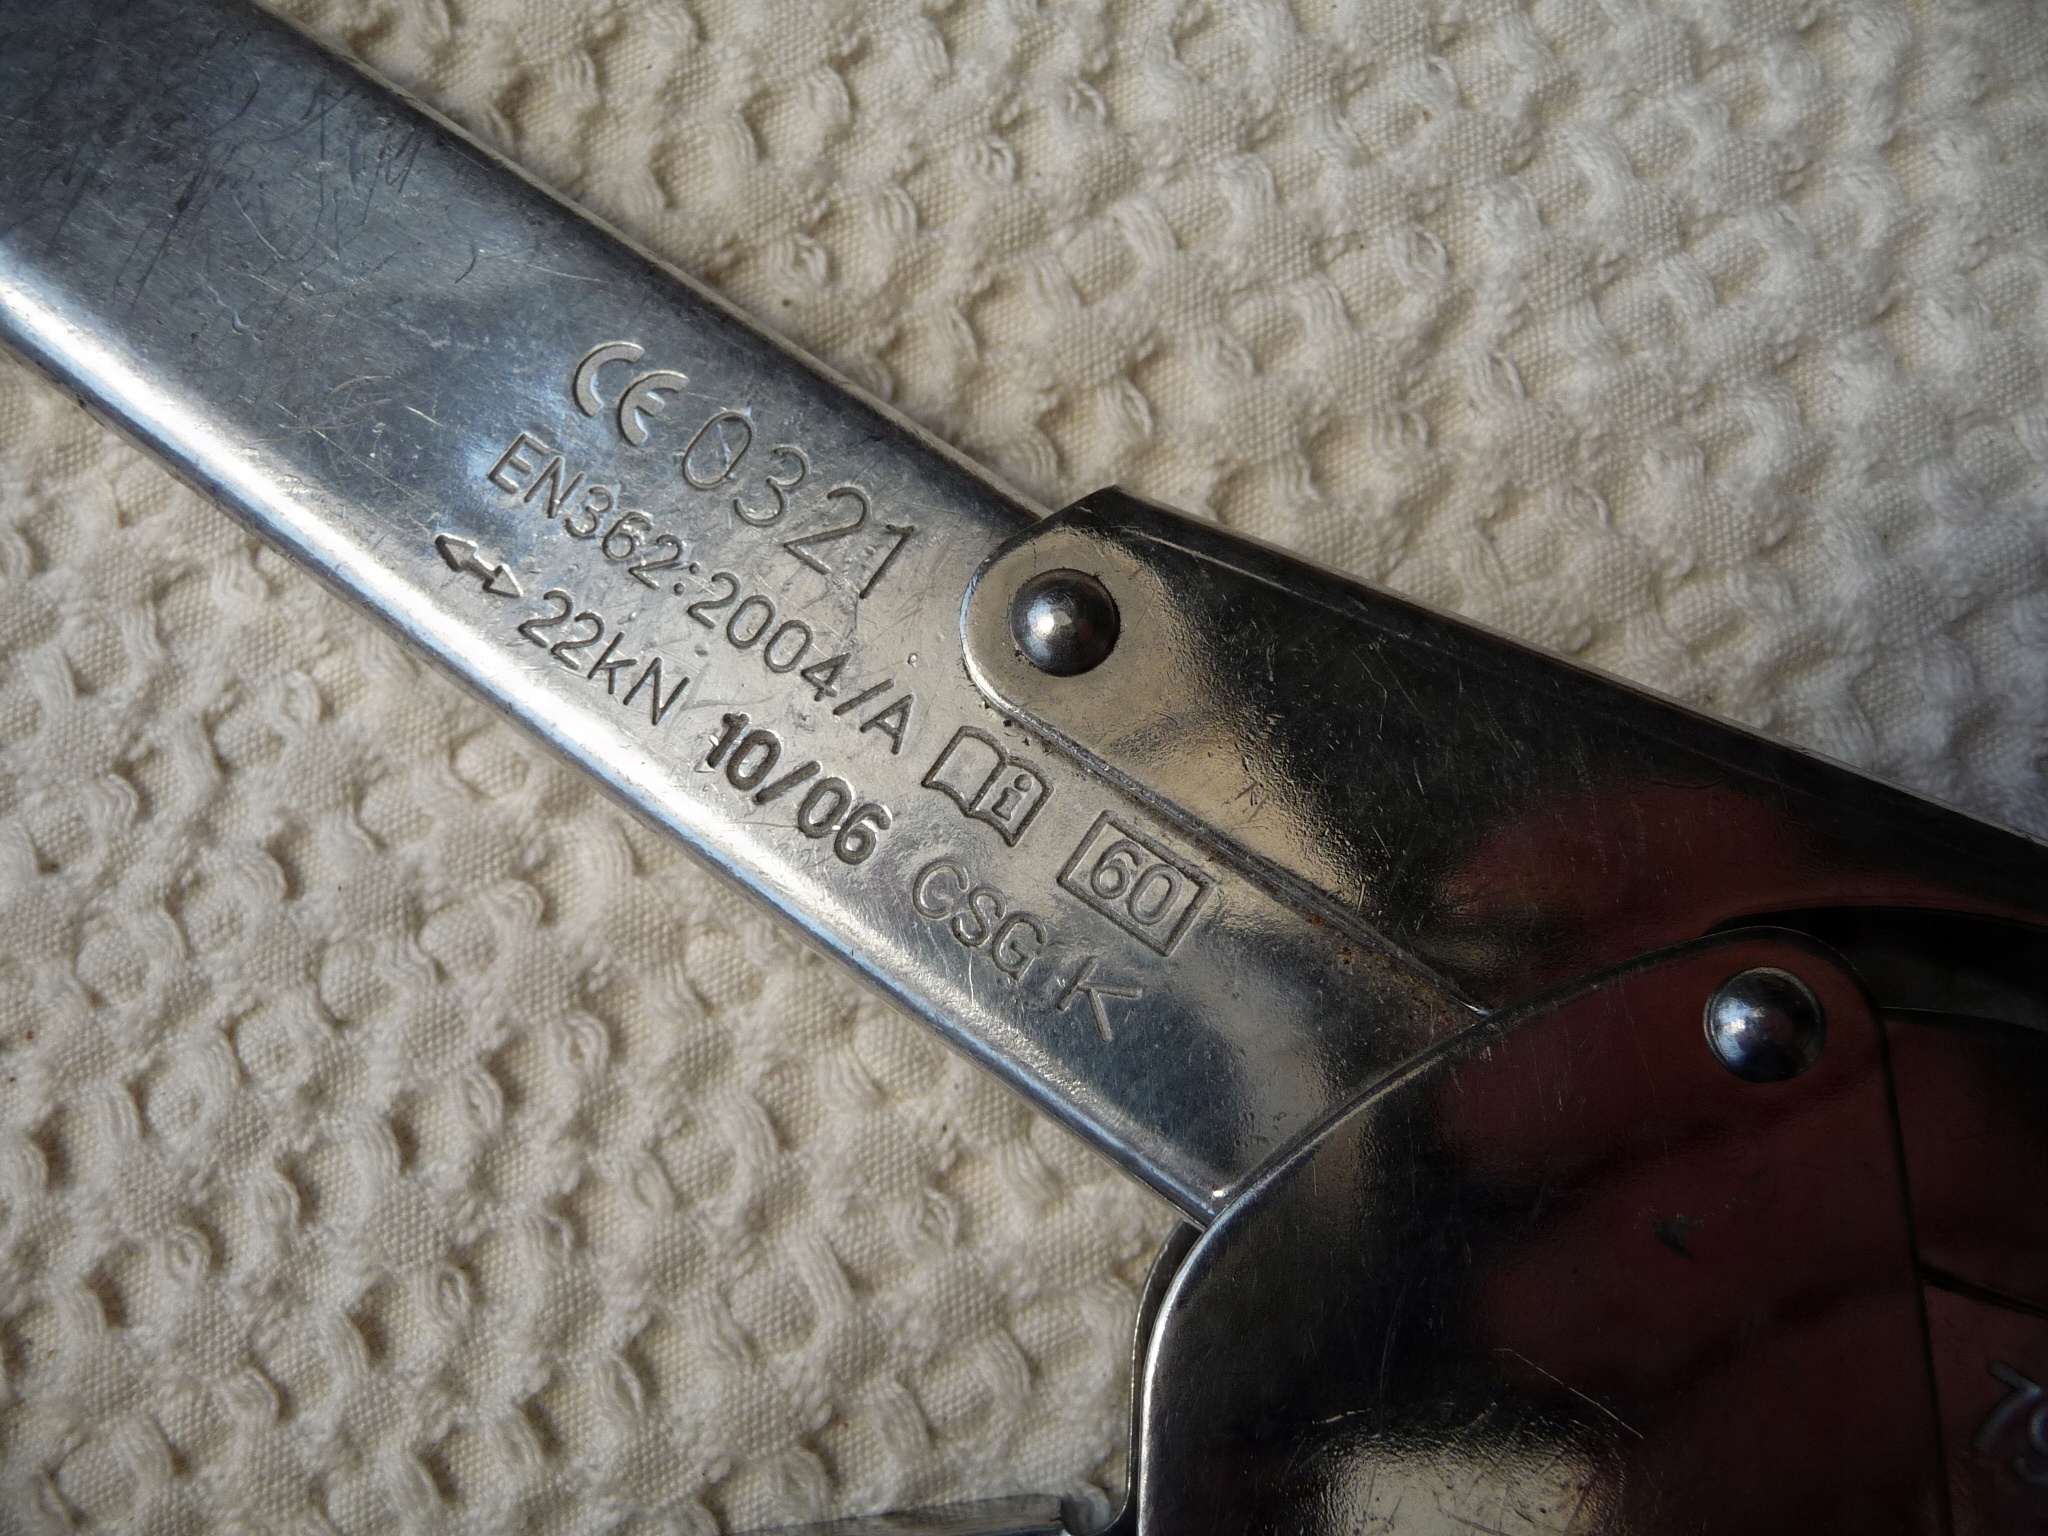 CE 0321
EN362:2004/A i 60
22kN 10/06 CSG K